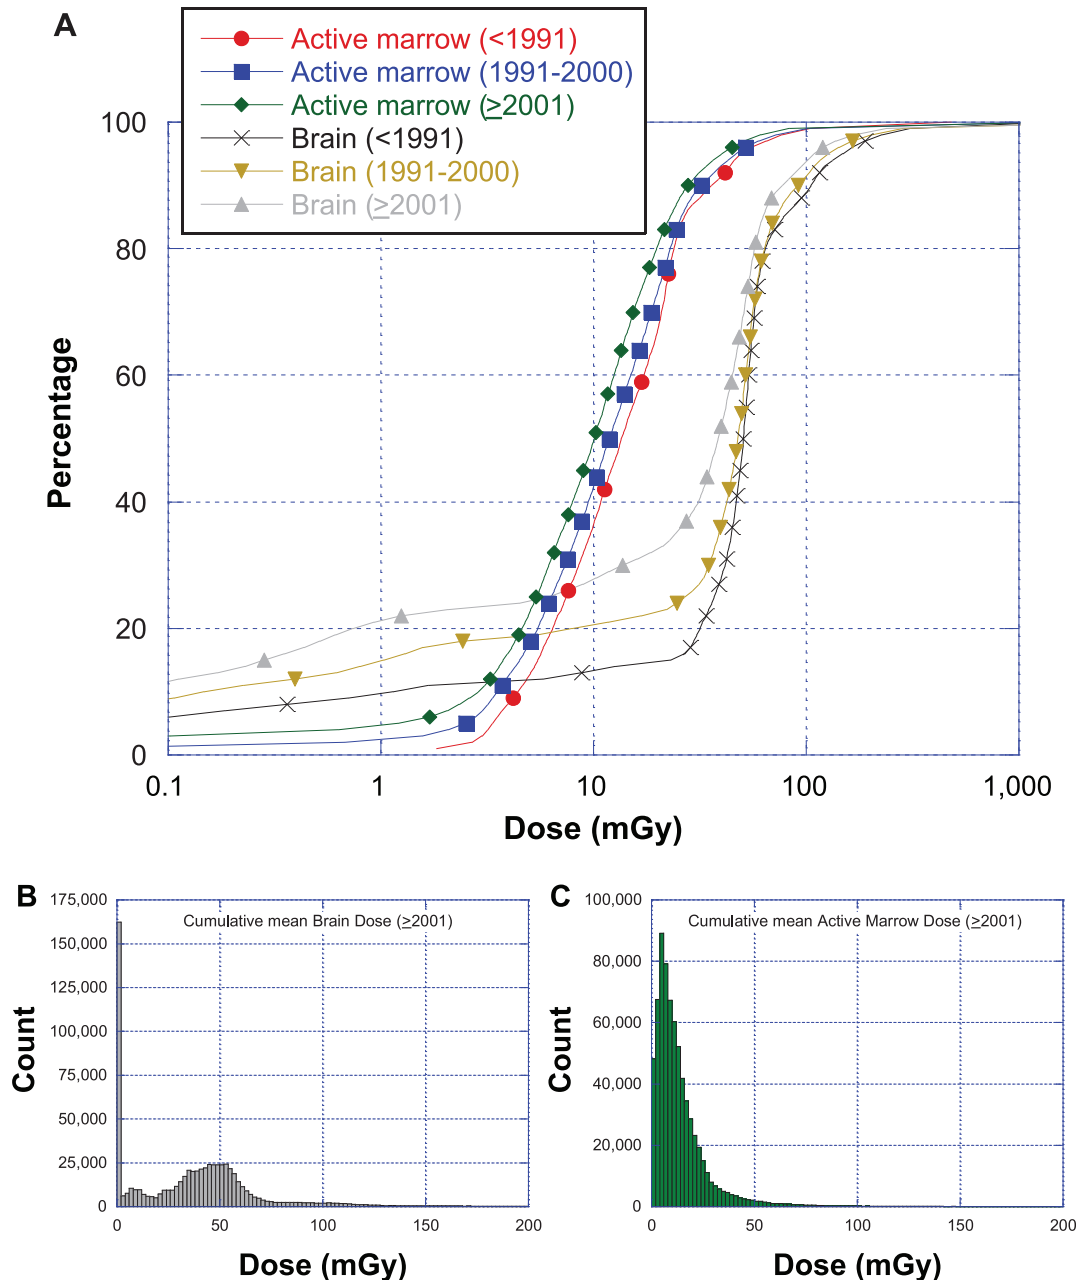 A
Active marrow (<1991)
Active marrow (1991-2000)
Active marrow (≥2001)
Brain (<1991)
Brain (1991-2000)
Brain (≥2001)
100
80
60
40
20
0
Percentage
0.1 1 10 100 1,000
Dose (mGy)
B
175,000
150,000
125,000
100,000
75,000
50,000
25,000
0
Count
Cumulative mean Brain Dose (≥2001)
0 50 100 150 200
Dose (mGy)
C
100,000
80,000
60,000
40,000
20,000
0
Count
Cumulative mean Active Marrow Dose (≥2001)
0 50 100 150 200
Dose (mGy)